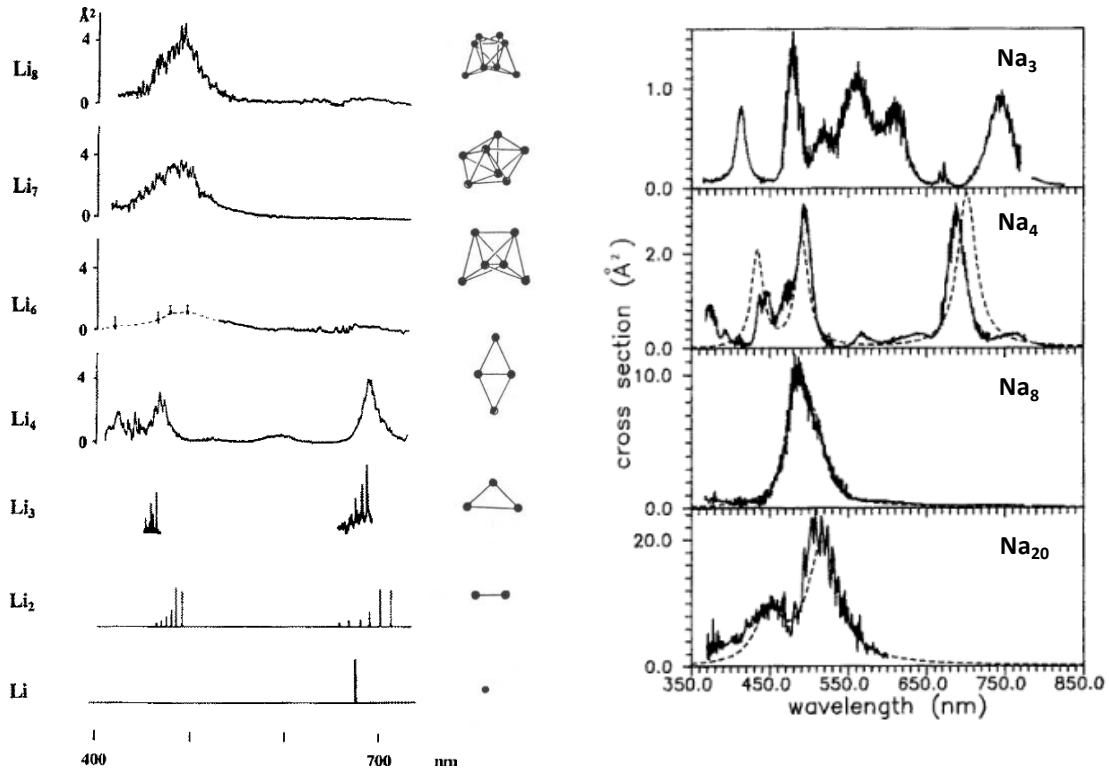 Å²
4
Li₈
0
4
Li₇
0
4
Li₆
0
4
Li₄
0
Li₃
Li₂
Li
400
700
nm
Na₃
1.0
0.0
Na₄
2.0
0.0
Na₈
10.0
0.0
Na₂₀
20.0
0.0
cross section (Å²)
350.0 450.0 550.0 650.0 750.0 850.0
wavelength (nm)